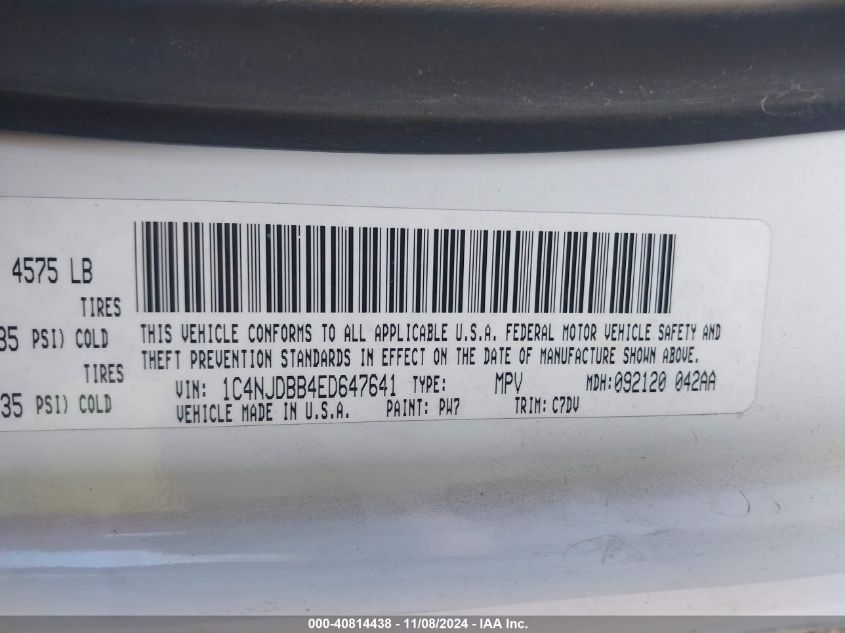 4575 LB
TIRES
35 PSI) COLD
TIRES
35 PSI) COLD
THIS VEHICLE CONFORMS TO ALL APPLICABLE U.S.A. FEDERAL MOTOR VEHICLE SAFETY AND
THEFT PREVENTION STANDARDS IN EFFECT ON THE DATE OF MANUFACTURE SHOWN ABOVE.
VIN: 1C4NJDBB4ED647641 TYPE: MPV MDH:092120 042AA
VEHICLE MADE IN U.S.A. PAINT: PW7 TRIM: C7DV
000-40814438 - 11/08/2024 - IAA Inc.